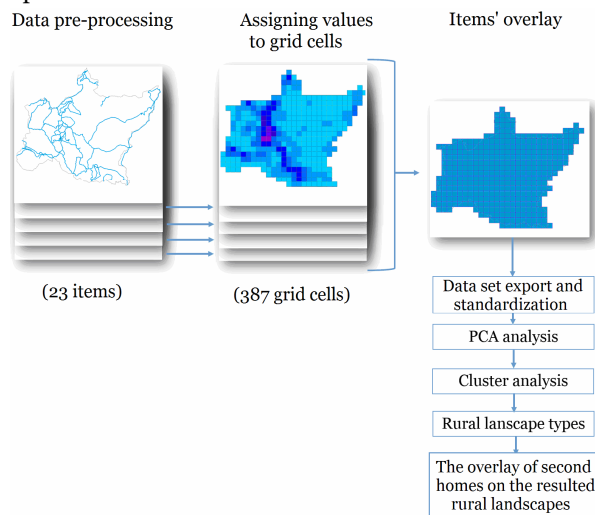 Data pre-processing
Assigning values
to grid cells
Items' overlay
(23 items)
(387 grid cells)
Data set export and
standardization
PCA analysis
Cluster analysis
Rural lanscape types
The overlay of second
homes on the resulted
rural landscapes